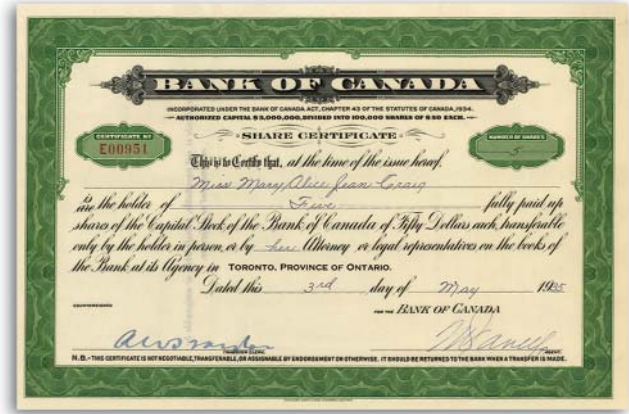 BANK OF CANADA
INCORPORATED UNDER THE BANK OF CANADA ACT, CHAPTER 43 OF THE STATUTES OF CANADA, 1934.
AUTHORIZED CAPITAL $5,000,000, DIVIDED INTO 100,000 SHARES OF $50 EACH.
CERTIFICATE Nº
E00951
SHARE CERTIFICATE
NUMBER OF SHARES
5
This is to Certify that, at the time of the issue hereof,
Miss Mary Alice Jean Craig
is/are the holder of Five fully paid up
shares of the Capital Stock of the Bank of Canada of Fifty Dollars each, transferable
only by the holder in person, or by her Attorney or legal representatives on the books of
the Bank at its Agency in TORONTO, PROVINCE OF ONTARIO.
Dated this 3rd day of May 1935
COUNTERSIGNED
FOR THE BANK OF CANADA
TRANSFER CLERK
AGENT
N.B.-THIS CERTIFICATE IS NOT NEGOTIABLE, TRANSFERABLE, OR ASSIGNABLE BY ENDORSEMENT OR OTHERWISE. IT SHOULD BE RETURNED TO THE BANK WHEN A TRANSFER IS MADE.